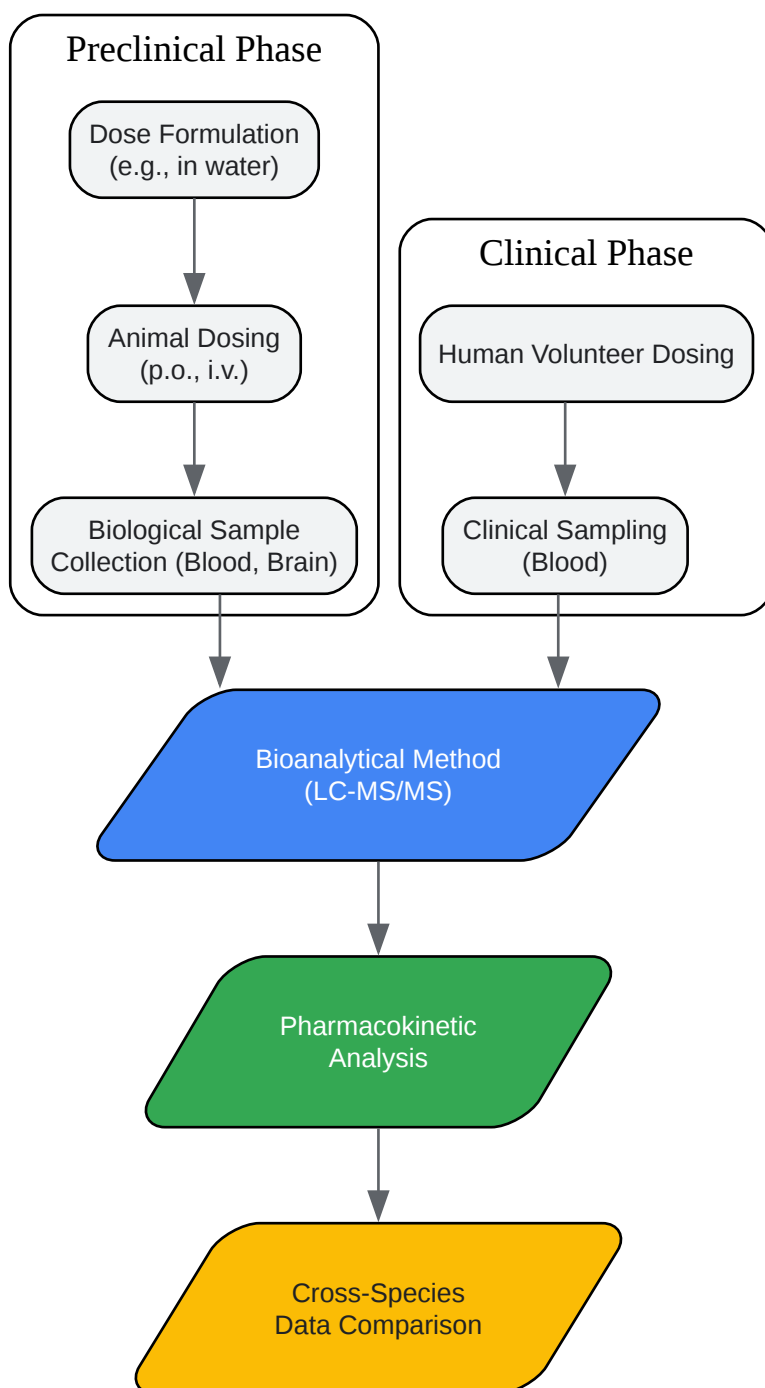 Preclinical Phase
Dose Formulation
(e.g., in water)
Animal Dosing
(p.o., i.v.)
Biological Sample
Collection (Blood, Brain)
Clinical Phase
Human Volunteer Dosing
Clinical Sampling
(Blood)
Bioanalytical Method
(LC-MS/MS)
Pharmacokinetic
Analysis
Cross-Species
Data Comparison